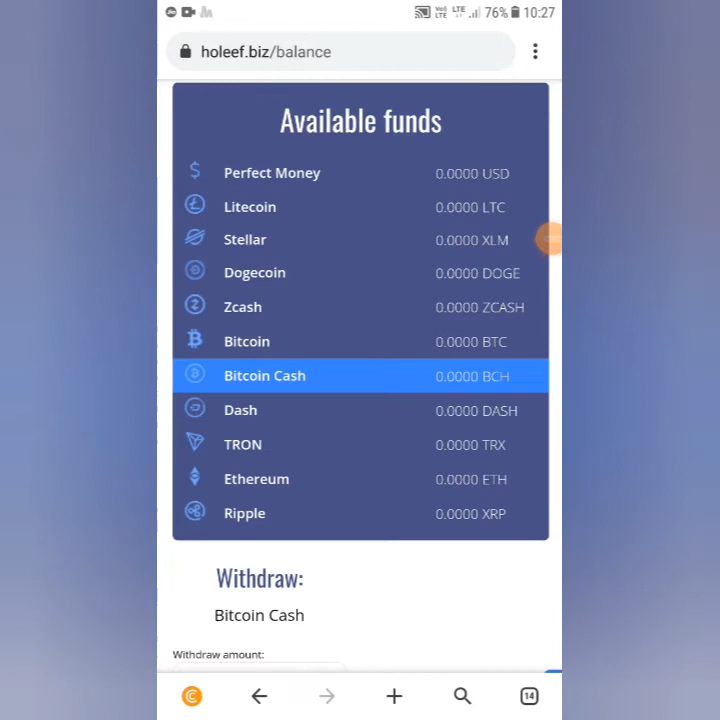 76% 10:27
holeef.biz/balance
Available funds
Perfect Money 0.0000 USD
Litecoin 0.0000 LTC
Stellar 0.0000 XLM
Dogecoin 0.0000 DOGE
Zcash 0.0000 ZCASH
Bitcoin 0.0000 BTC
Bitcoin Cash 0.0000 BCH
Dash 0.0000 DASH
TRON 0.0000 TRX
Ethereum 0.0000 ETH
Ripple 0.0000 XRP
Withdraw:
Bitcoin Cash
Withdraw amount:
14